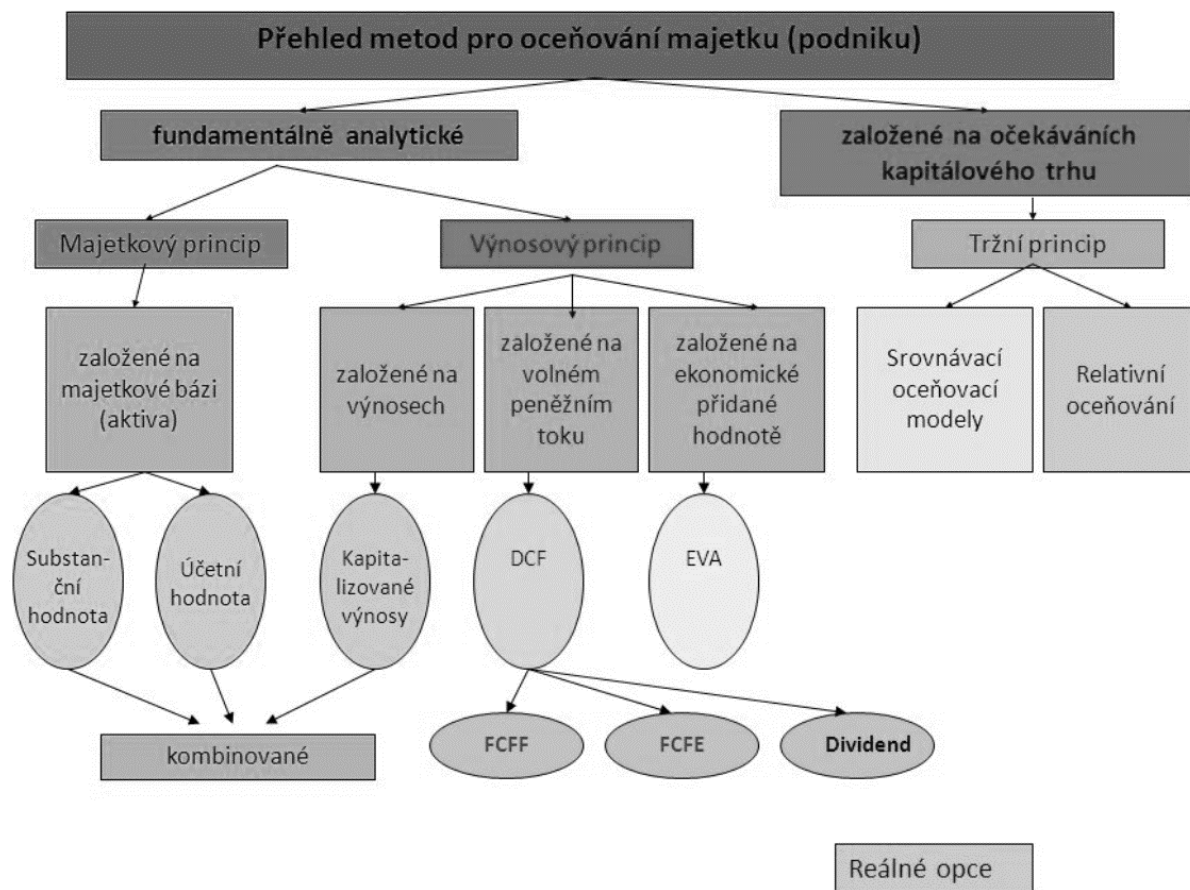 Přehled metod pro oceňování majetku (podniku)
fundamentálně analytické
založené na očekáváních
kapitálového trhu
Majetkový princip
Výnosový princip
Tržní princip
založené na
majetkové bázi
(aktiva)
založené na
výnosech
založené na
volném
peněžním
toku
založené na
ekonomické
přidané
hodnotě
Srovnávací
oceňovací
modely
Relativní
oceňování
Substan-
ční
hodnota
Účetní
hodnota
Kapita-
lizované
výnosy
DCF
EVA
kombinované
FCFF
FCFE
Dividend
Reálné opce